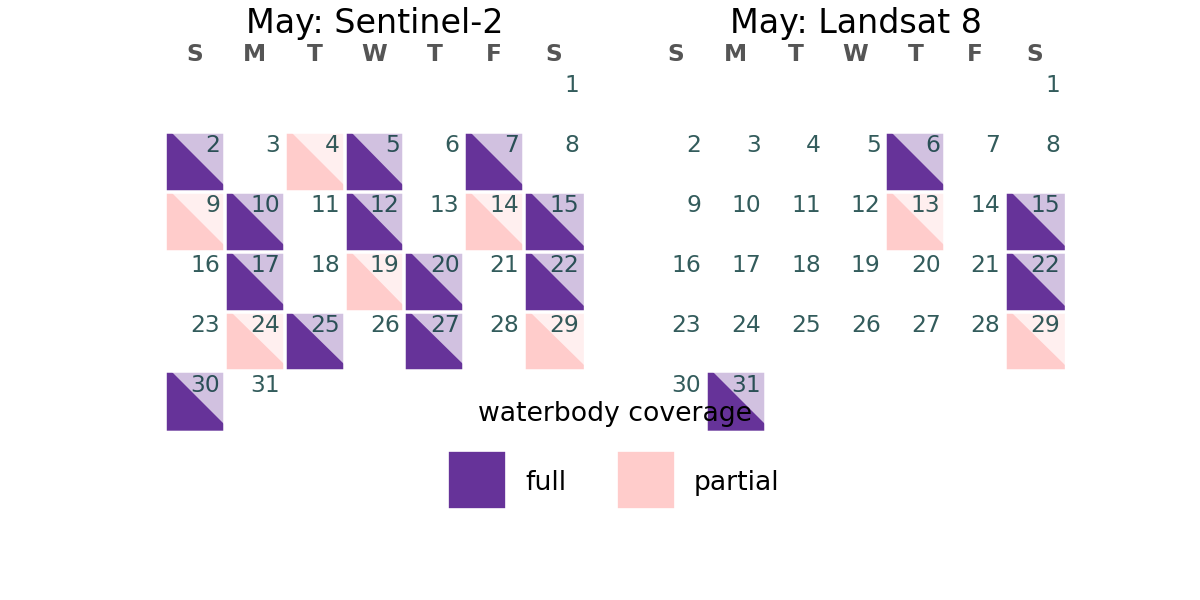 May: Sentinel-2
S M T W T F S
1
2 3 4 5 6 7 8
9 10 11 12 13 14 15
16 17 18 19 20 21 22
23 24 25 26 27 28 29
30 31
May: Landsat 8
S M T W T F S
1
2 3 4 5 6 7 8
9 10 11 12 13 14 15
16 17 18 19 20 21 22
23 24 25 26 27 28 29
30 31
waterbody coverage
full partial